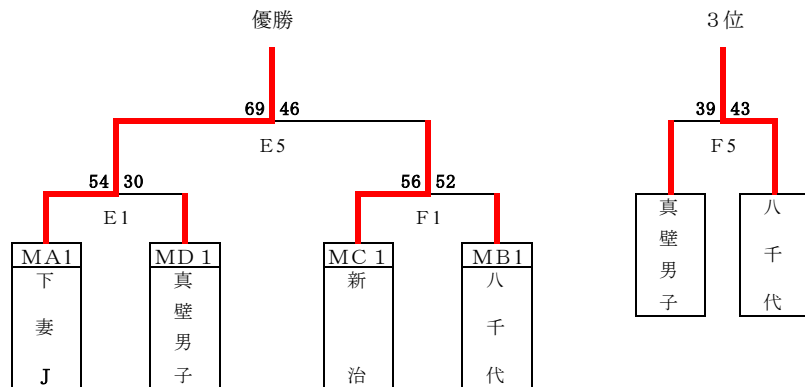 優勝
3位
69 46
39 43
E5
F5
54 30
56 52
E1
F1
MA1
MD1
MC1
MB1
下妻J
真壁男子
新治
八千代
真壁男子
八千代